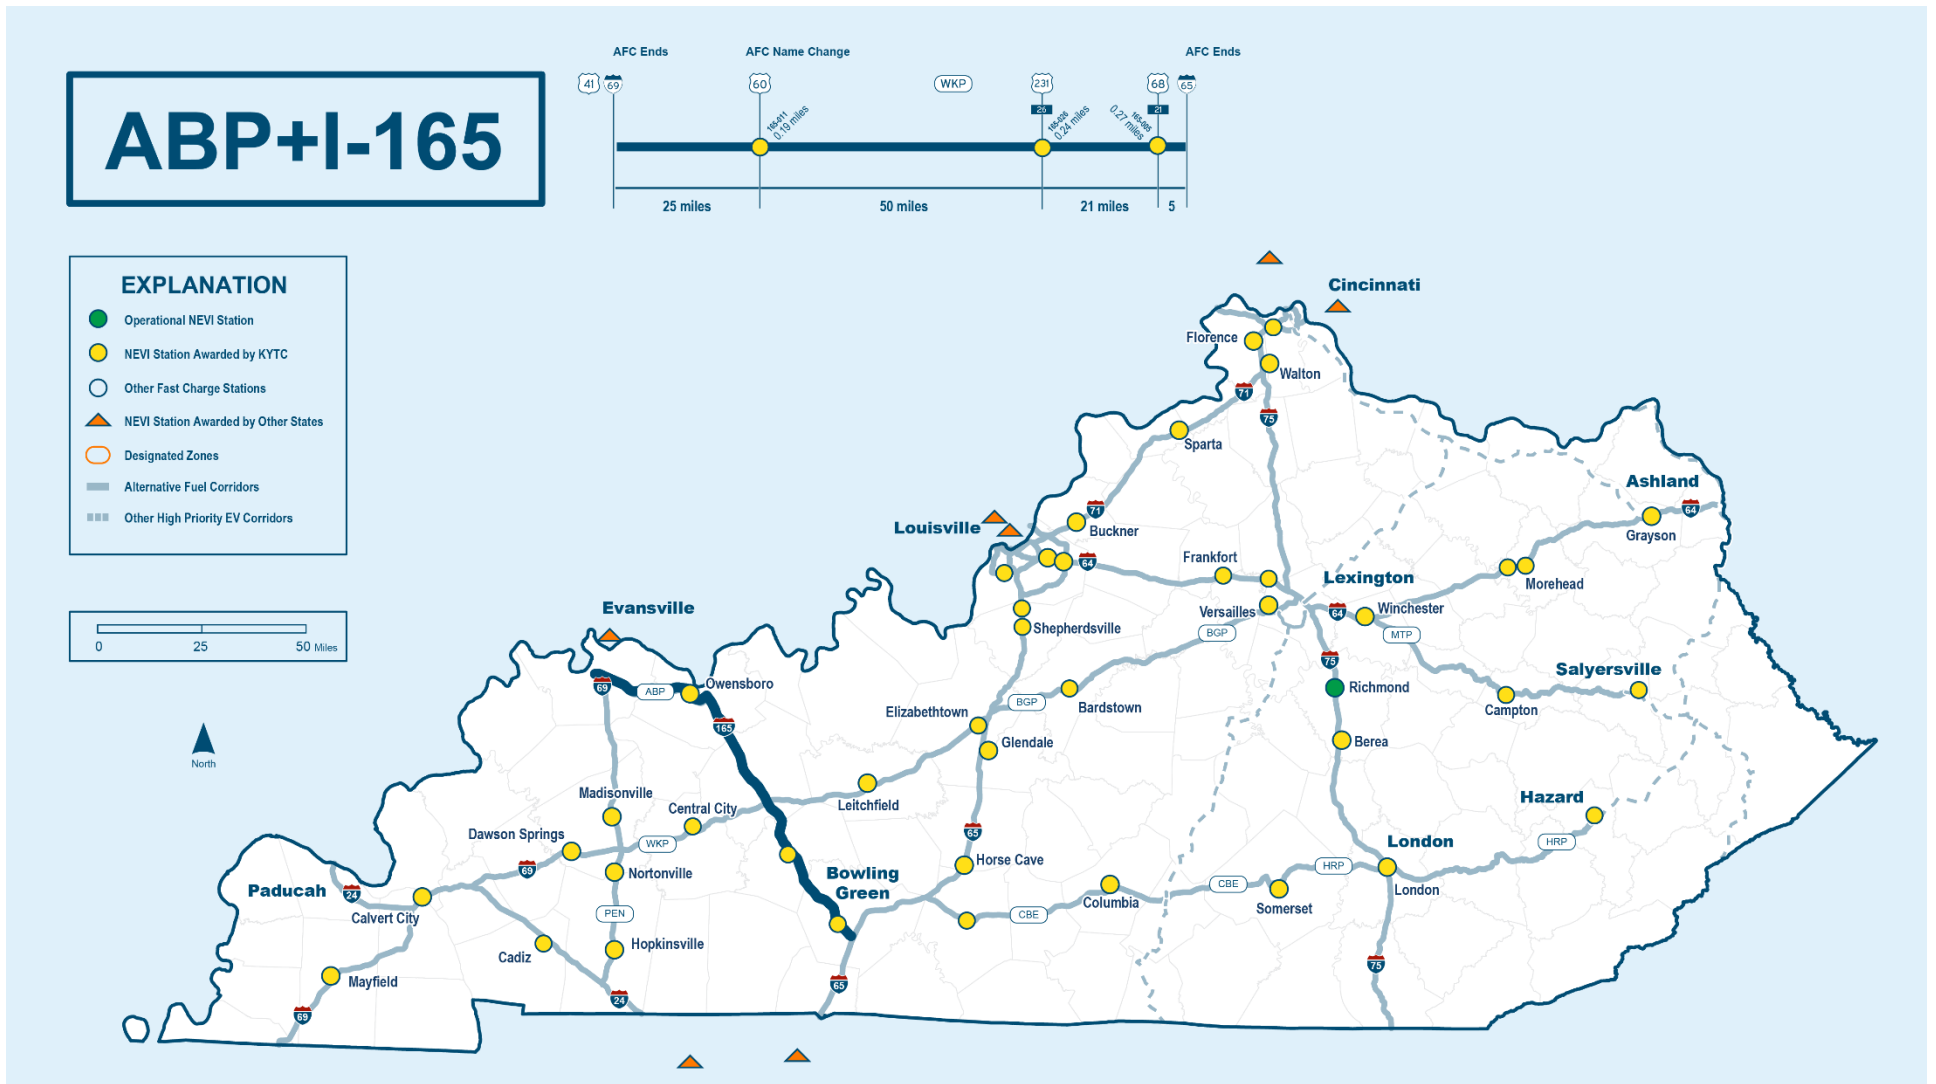 AFC Ends
AFC Name Change
AFC Ends
41
69
60
WKP
231
68
65
26
21
165-011
0.19 miles
165-026
0.24 miles
165-005
0.27 miles
ABP+I-165
25 miles
50 miles
21 miles
5
EXPLANATION
Operational NEVI Station
NEVI Station Awarded by KYTC
Other Fast Charge Stations
NEVI Station Awarded by Other States
Designated Zones
Alternative Fuel Corridors
Other High Priority EV Corridors
0
25
50 Miles
North
Cincinnati
Florence
Walton
71
75
Sparta
Ashland
64
Grayson
71
Buckner
Louisville
64
Frankfort
Lexington
Morehead
Evansville
Versailles
64
Winchester
Shepherdsville
BGP
MTP
75
Salyersville
Owensboro
69
ABP
Richmond
BGP
Bardstown
Campton
Elizabethtown
165
Glendale
Berea
Madisonville
Central City
Leitchfield
Hazard
Dawson Springs
WKP
65
HRP
London
69
Nortonville
Horse Cave
HRP
Bowling
Green
Paducah
24
CBE
London
Calvert City
PEN
Columbia
CBE
Somerset
Cadiz
Hopkinsville
75
Mayfield
65
24
69